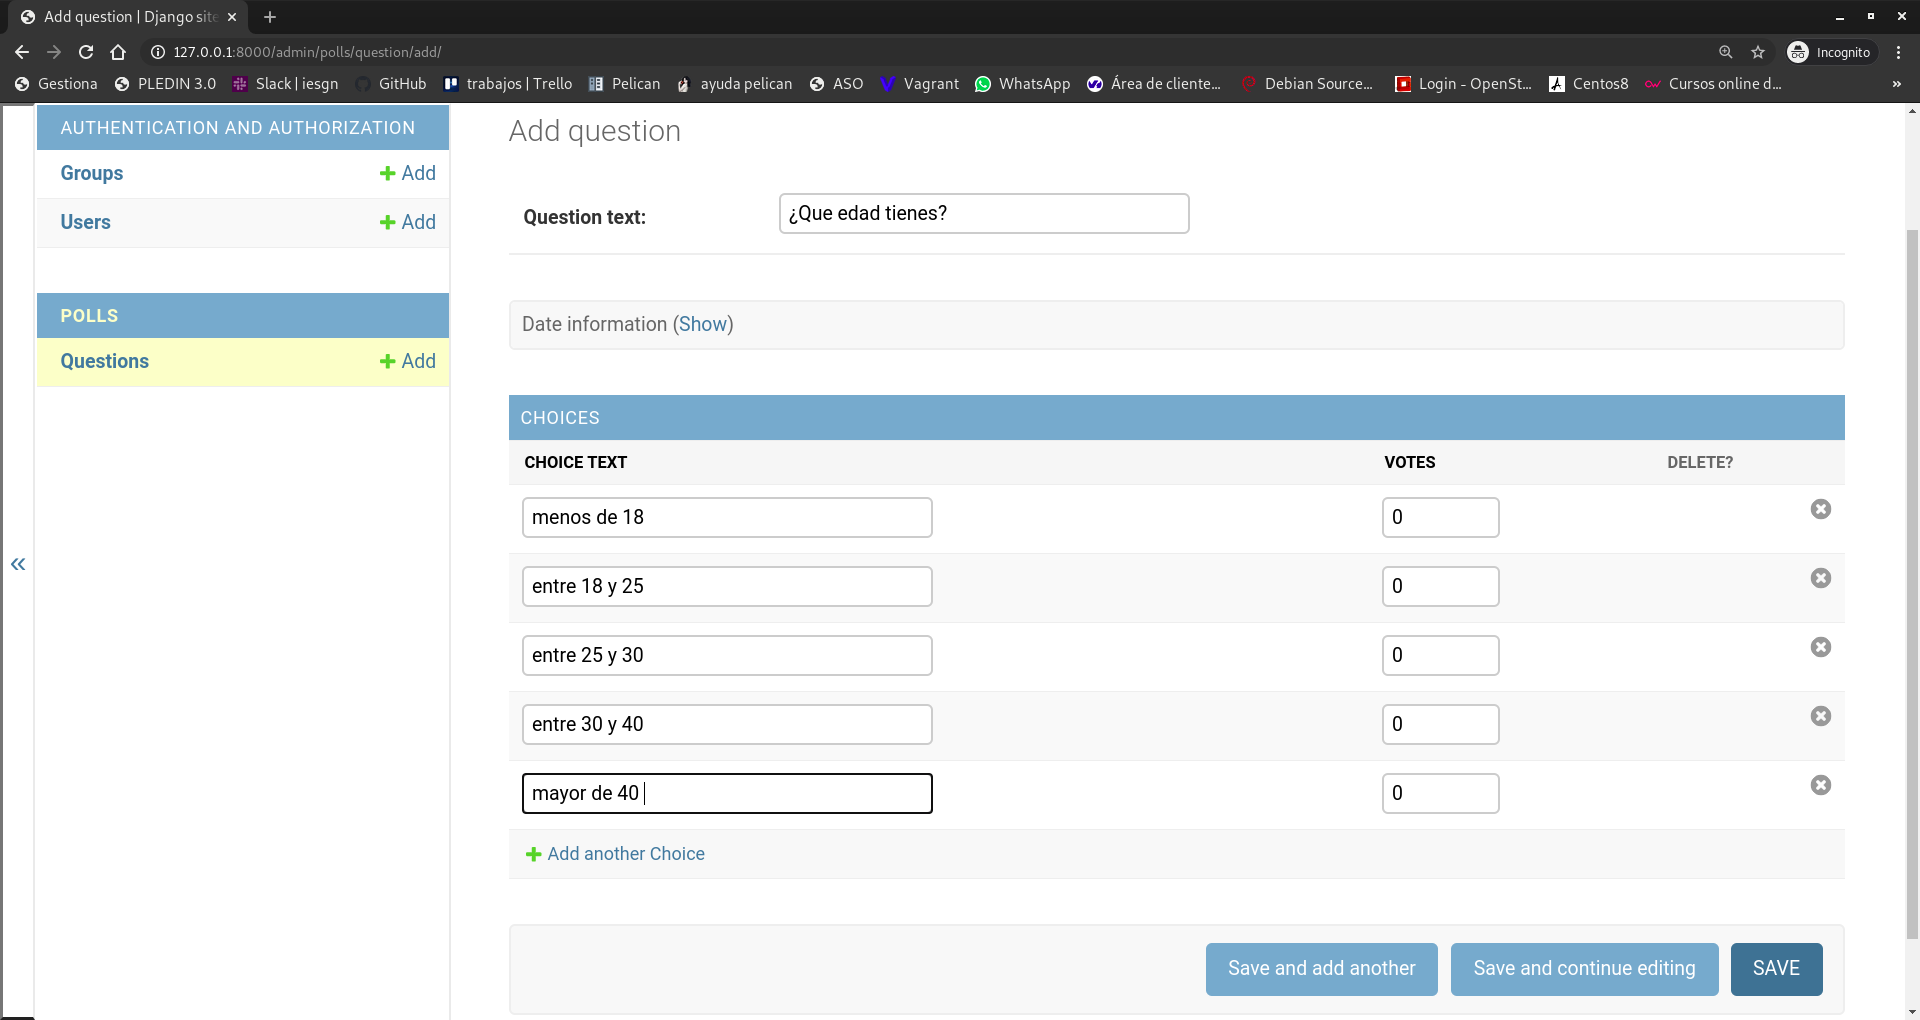 Add question | Django site
127.0.0.1:8000/admin/polls/question/add/
Incognito
Gestiona
PLEDIN 3.0
Slack | iesgn
GitHub
trabajos | Trello
Pelican
ayuda pelican
ASO
Vagrant
WhatsApp
Área de cliente...
Debian Source...
Login - OpenSt...
Centos8
Cursos online d...
»
AUTHENTICATION AND AUTHORIZATION
Groups
Add
Users
Add
POLLS
Questions
Add
«
Add question
Question text:
¿Que edad tienes?
Date information (Show)
CHOICES
CHOICE TEXT VOTES DELETE?
menos de 18 0
entre 18 y 25 0
entre 25 y 30 0
entre 30 y 40 0
mayor de 40 0
Add another Choice
Save and add another
Save and continue editing
SAVE